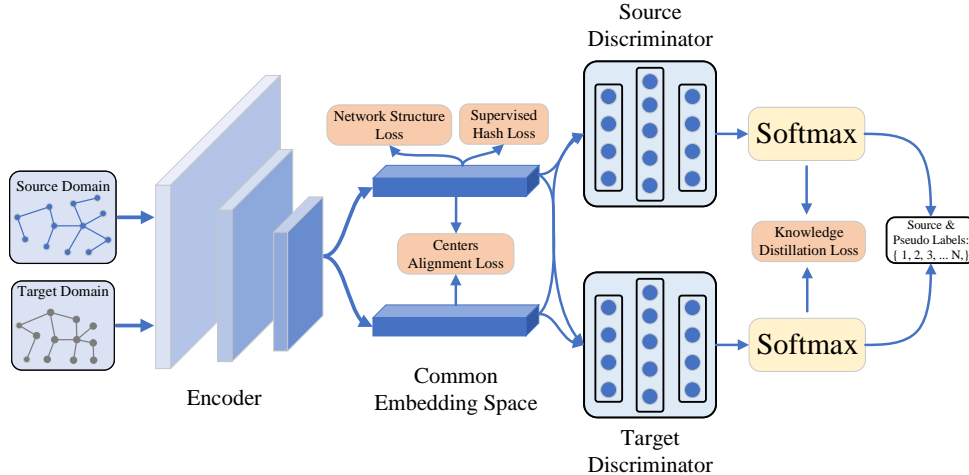 Source
Discriminator
Network Structure
Loss
Supervised
Hash Loss
Softmax
Source Domain
Centers
Alignment Loss
Knowledge
Distillation Loss
Source &
Pseudo Labels:
{ 1, 2, 3, ... N,}
Target Domain
Softmax
Encoder
Common
Embedding Space
Target
Discriminator